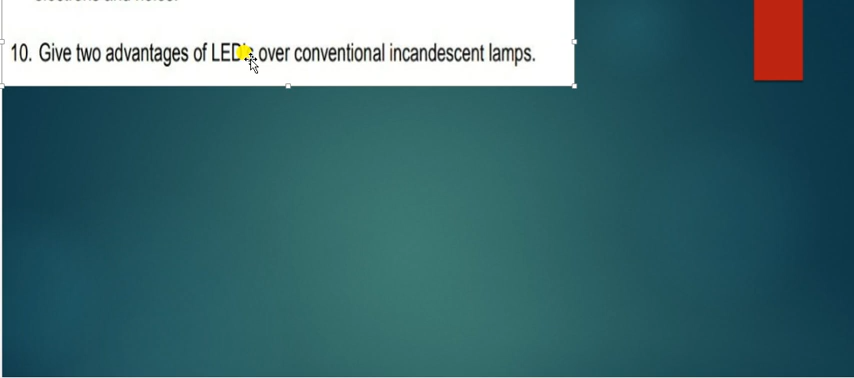 10. Give two advantages of LED's over conventional incandescent lamps.